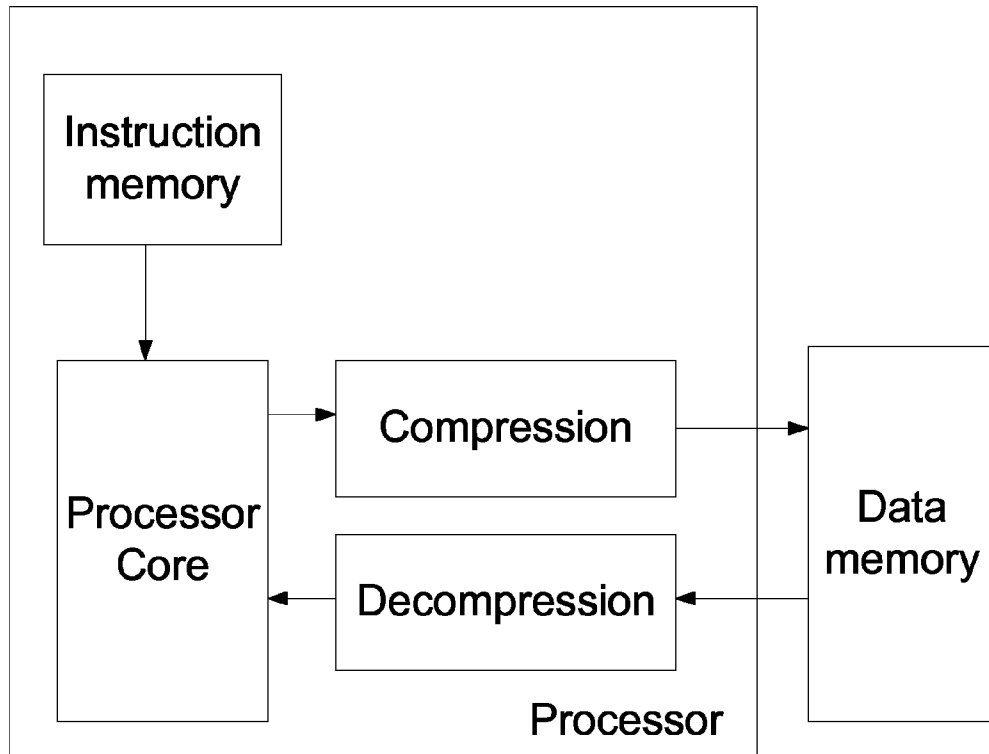 Instruction
memory
Processor
Core
Compression
Decompression
Data
memory
Processor